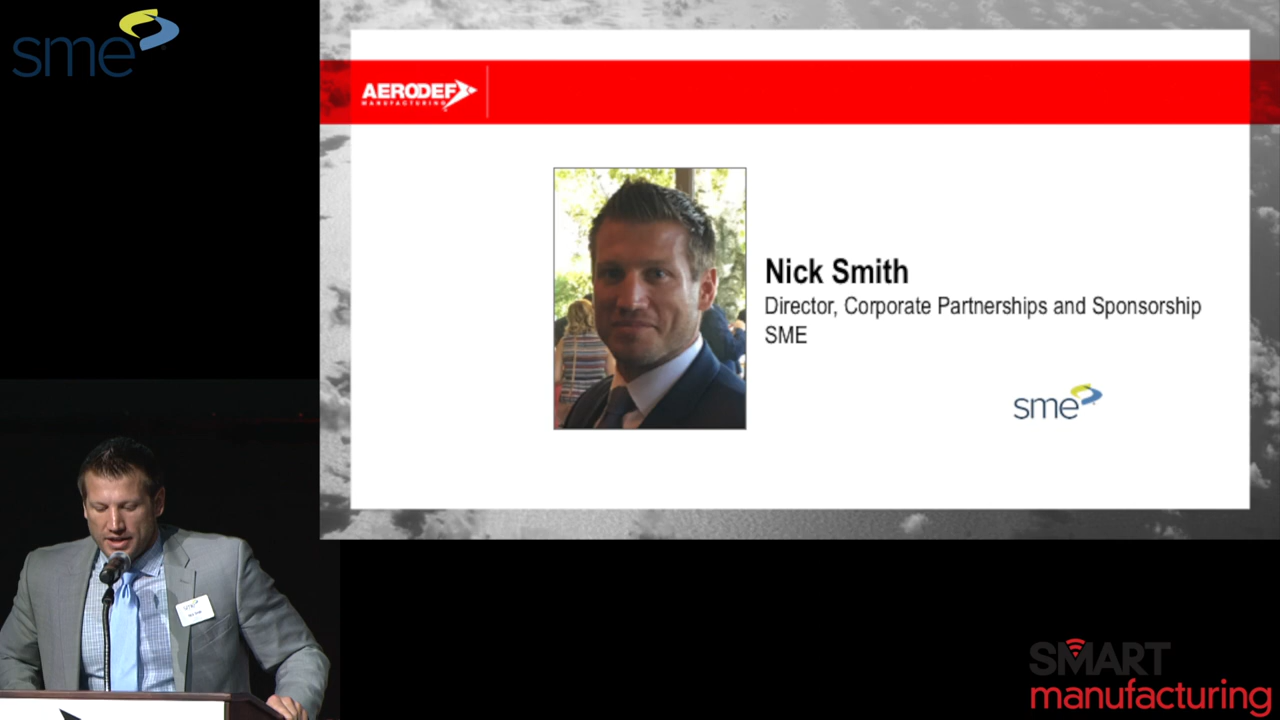 sme
AERODEF
MANUFACTURING
Nick Smith
Director, Corporate Partnerships and Sponsorship
SME
sme
SMART
manufacturing